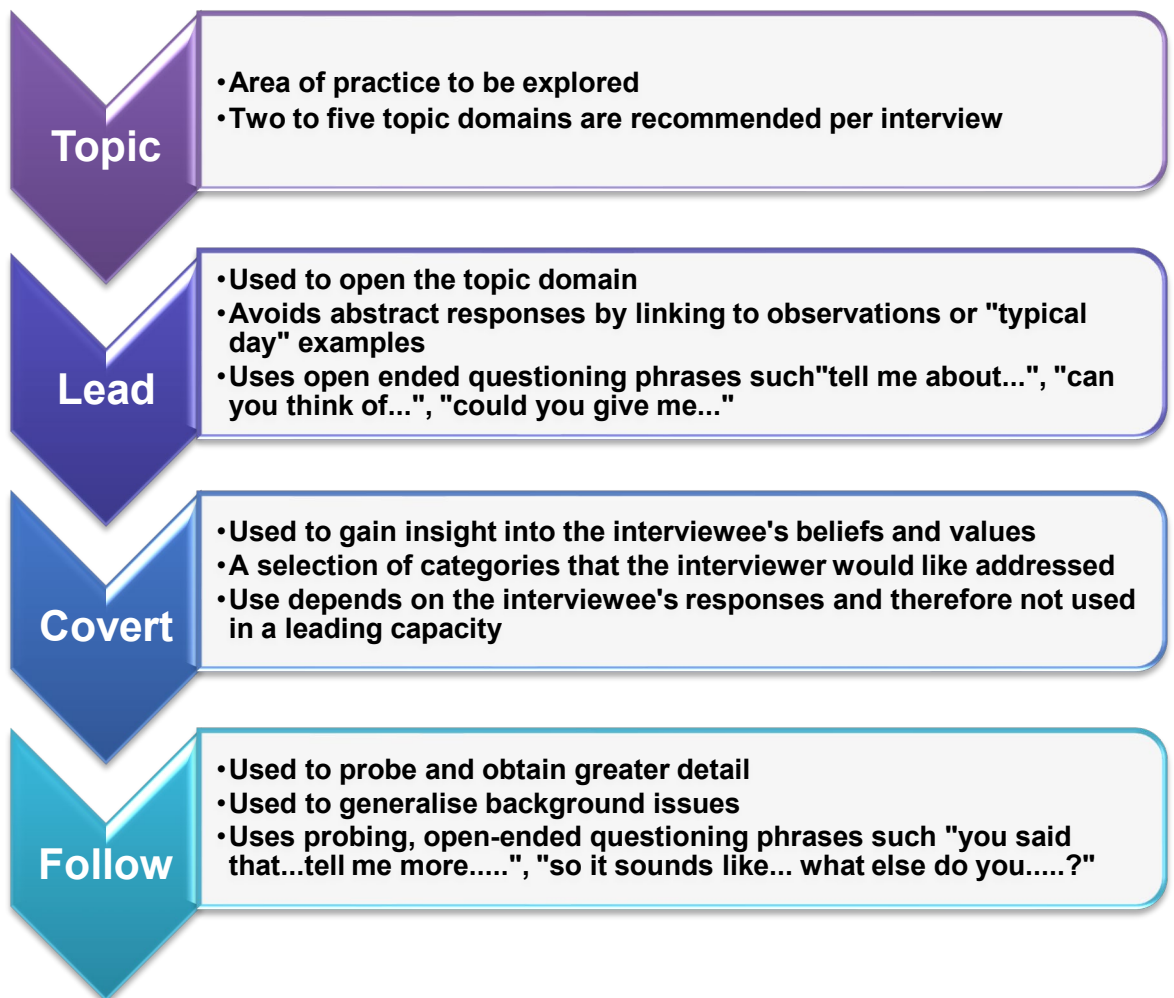 Topic
•Area of practice to be explored
•Two to five topic domains are recommended per interview
Lead
•Used to open the topic domain
•Avoids abstract responses by linking to observations or "typical
day" examples
•Uses open ended questioning phrases such"tell me about...", "can
you think of...", "could you give me..."
Covert
•Used to gain insight into the interviewee's beliefs and values
•A selection of categories that the interviewer would like addressed
•Use depends on the interviewee's responses and therefore not used
in a leading capacity
Follow
•Used to probe and obtain greater detail
•Used to generalise background issues
•Uses probing, open-ended questioning phrases such "you said
that...tell me more.....", "so it sounds like... what else do you.....?"